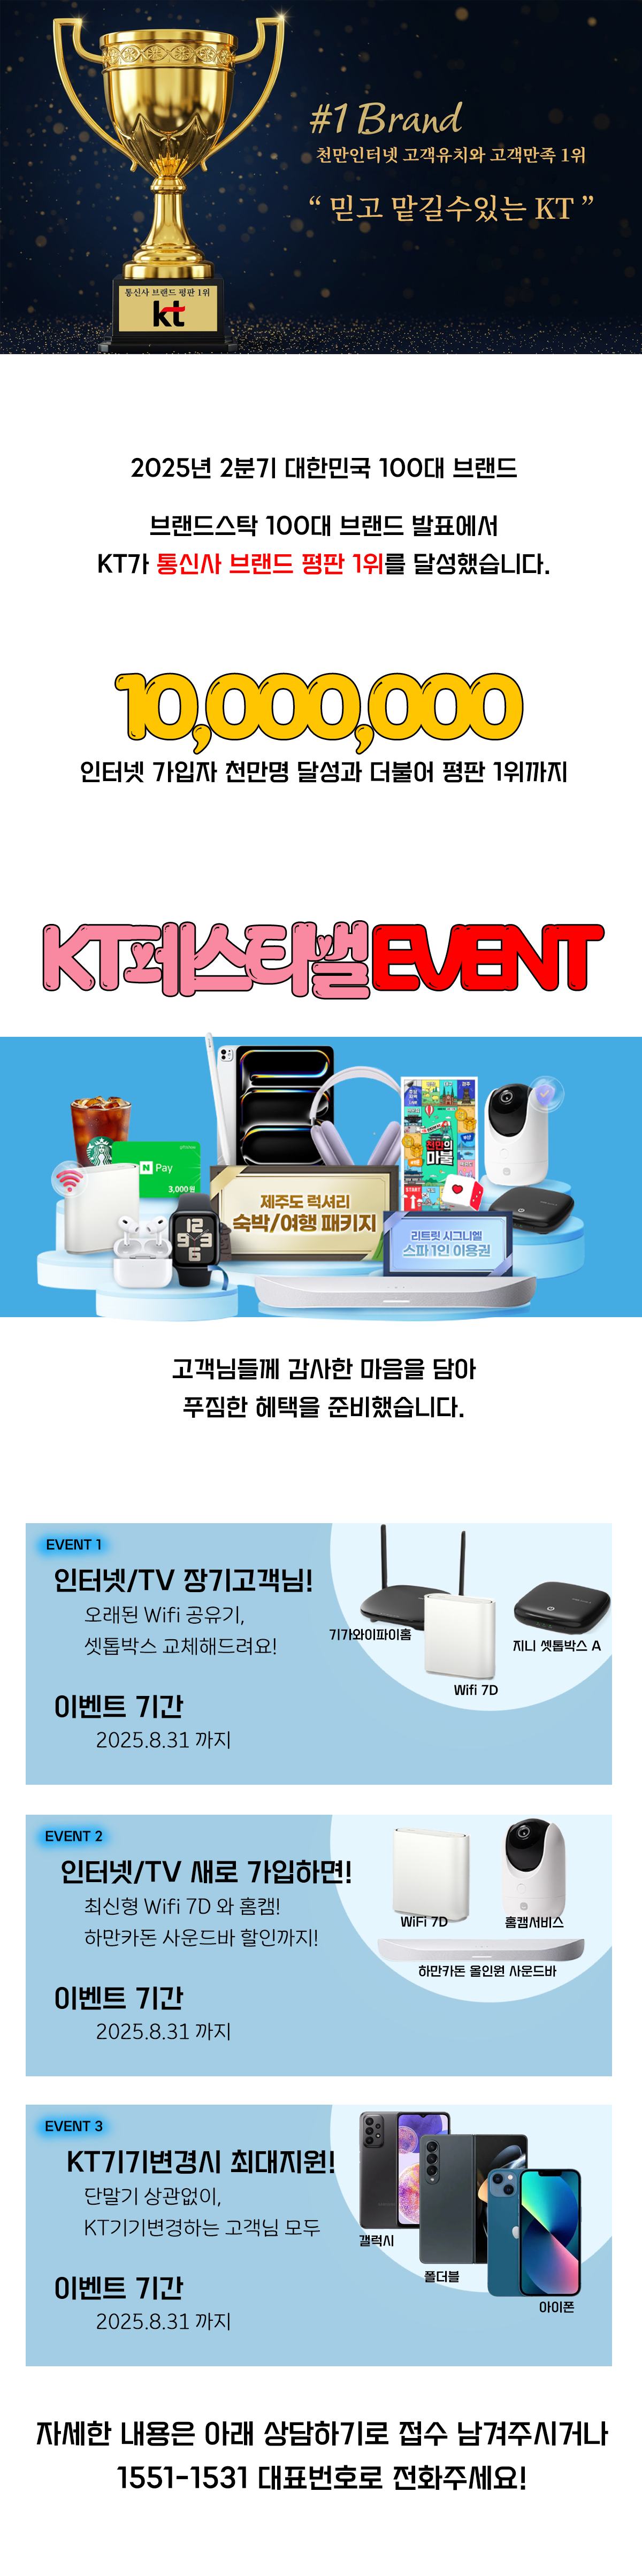 #1 Brand
천만인터넷 고객유치와 고객만족 1위
“ 믿고 맡길수있는 KT ”
통신사 브랜드 평판 1위
kt
2025년 2분기 대한민국 100대 브랜드
브랜드스탁 100대 브랜드 발표에서
KT가 통신사 브랜드 평판 1위를 달성했습니다.
10,000,000
인터넷 가입자 천만명 달성과 더불어 평판 1위까지
KT페스티벌EVENT
N Pay
3,000원
천만의
마블
START
제주도 럭셔리
숙박/여행 패키지
리트릿 시그니엘
스파 1인 이용권
고객님들께 감사한 마음을 담아
푸짐한 혜택을 준비했습니다.
EVENT 1
인터넷/TV 장기고객님!
오래된 Wifi 공유기,
셋톱박스 교체해드려요!
기가와이파이홈
지니 셋톱박스 A
Wifi 7D
이벤트 기간
2025.8.31 까지
EVENT 2
인터넷/TV 새로 가입하면!
최신형 Wifi 7D 와 홈캠!
하만카돈 사운드바 할인까지!
WiFi 7D
홈캠서비스
하만카돈 올인원 사운드바
이벤트 기간
2025.8.31 까지
EVENT 3
KT기기변경시 최대지원!
단말기 상관없이,
KT기기변경하는 고객님 모두
갤럭시
폴더블
아이폰
이벤트 기간
2025.8.31 까지
자세한 내용은 아래 상담하기로 접수 남겨주시거나
1551-1531 대표번호로 전화주세요!